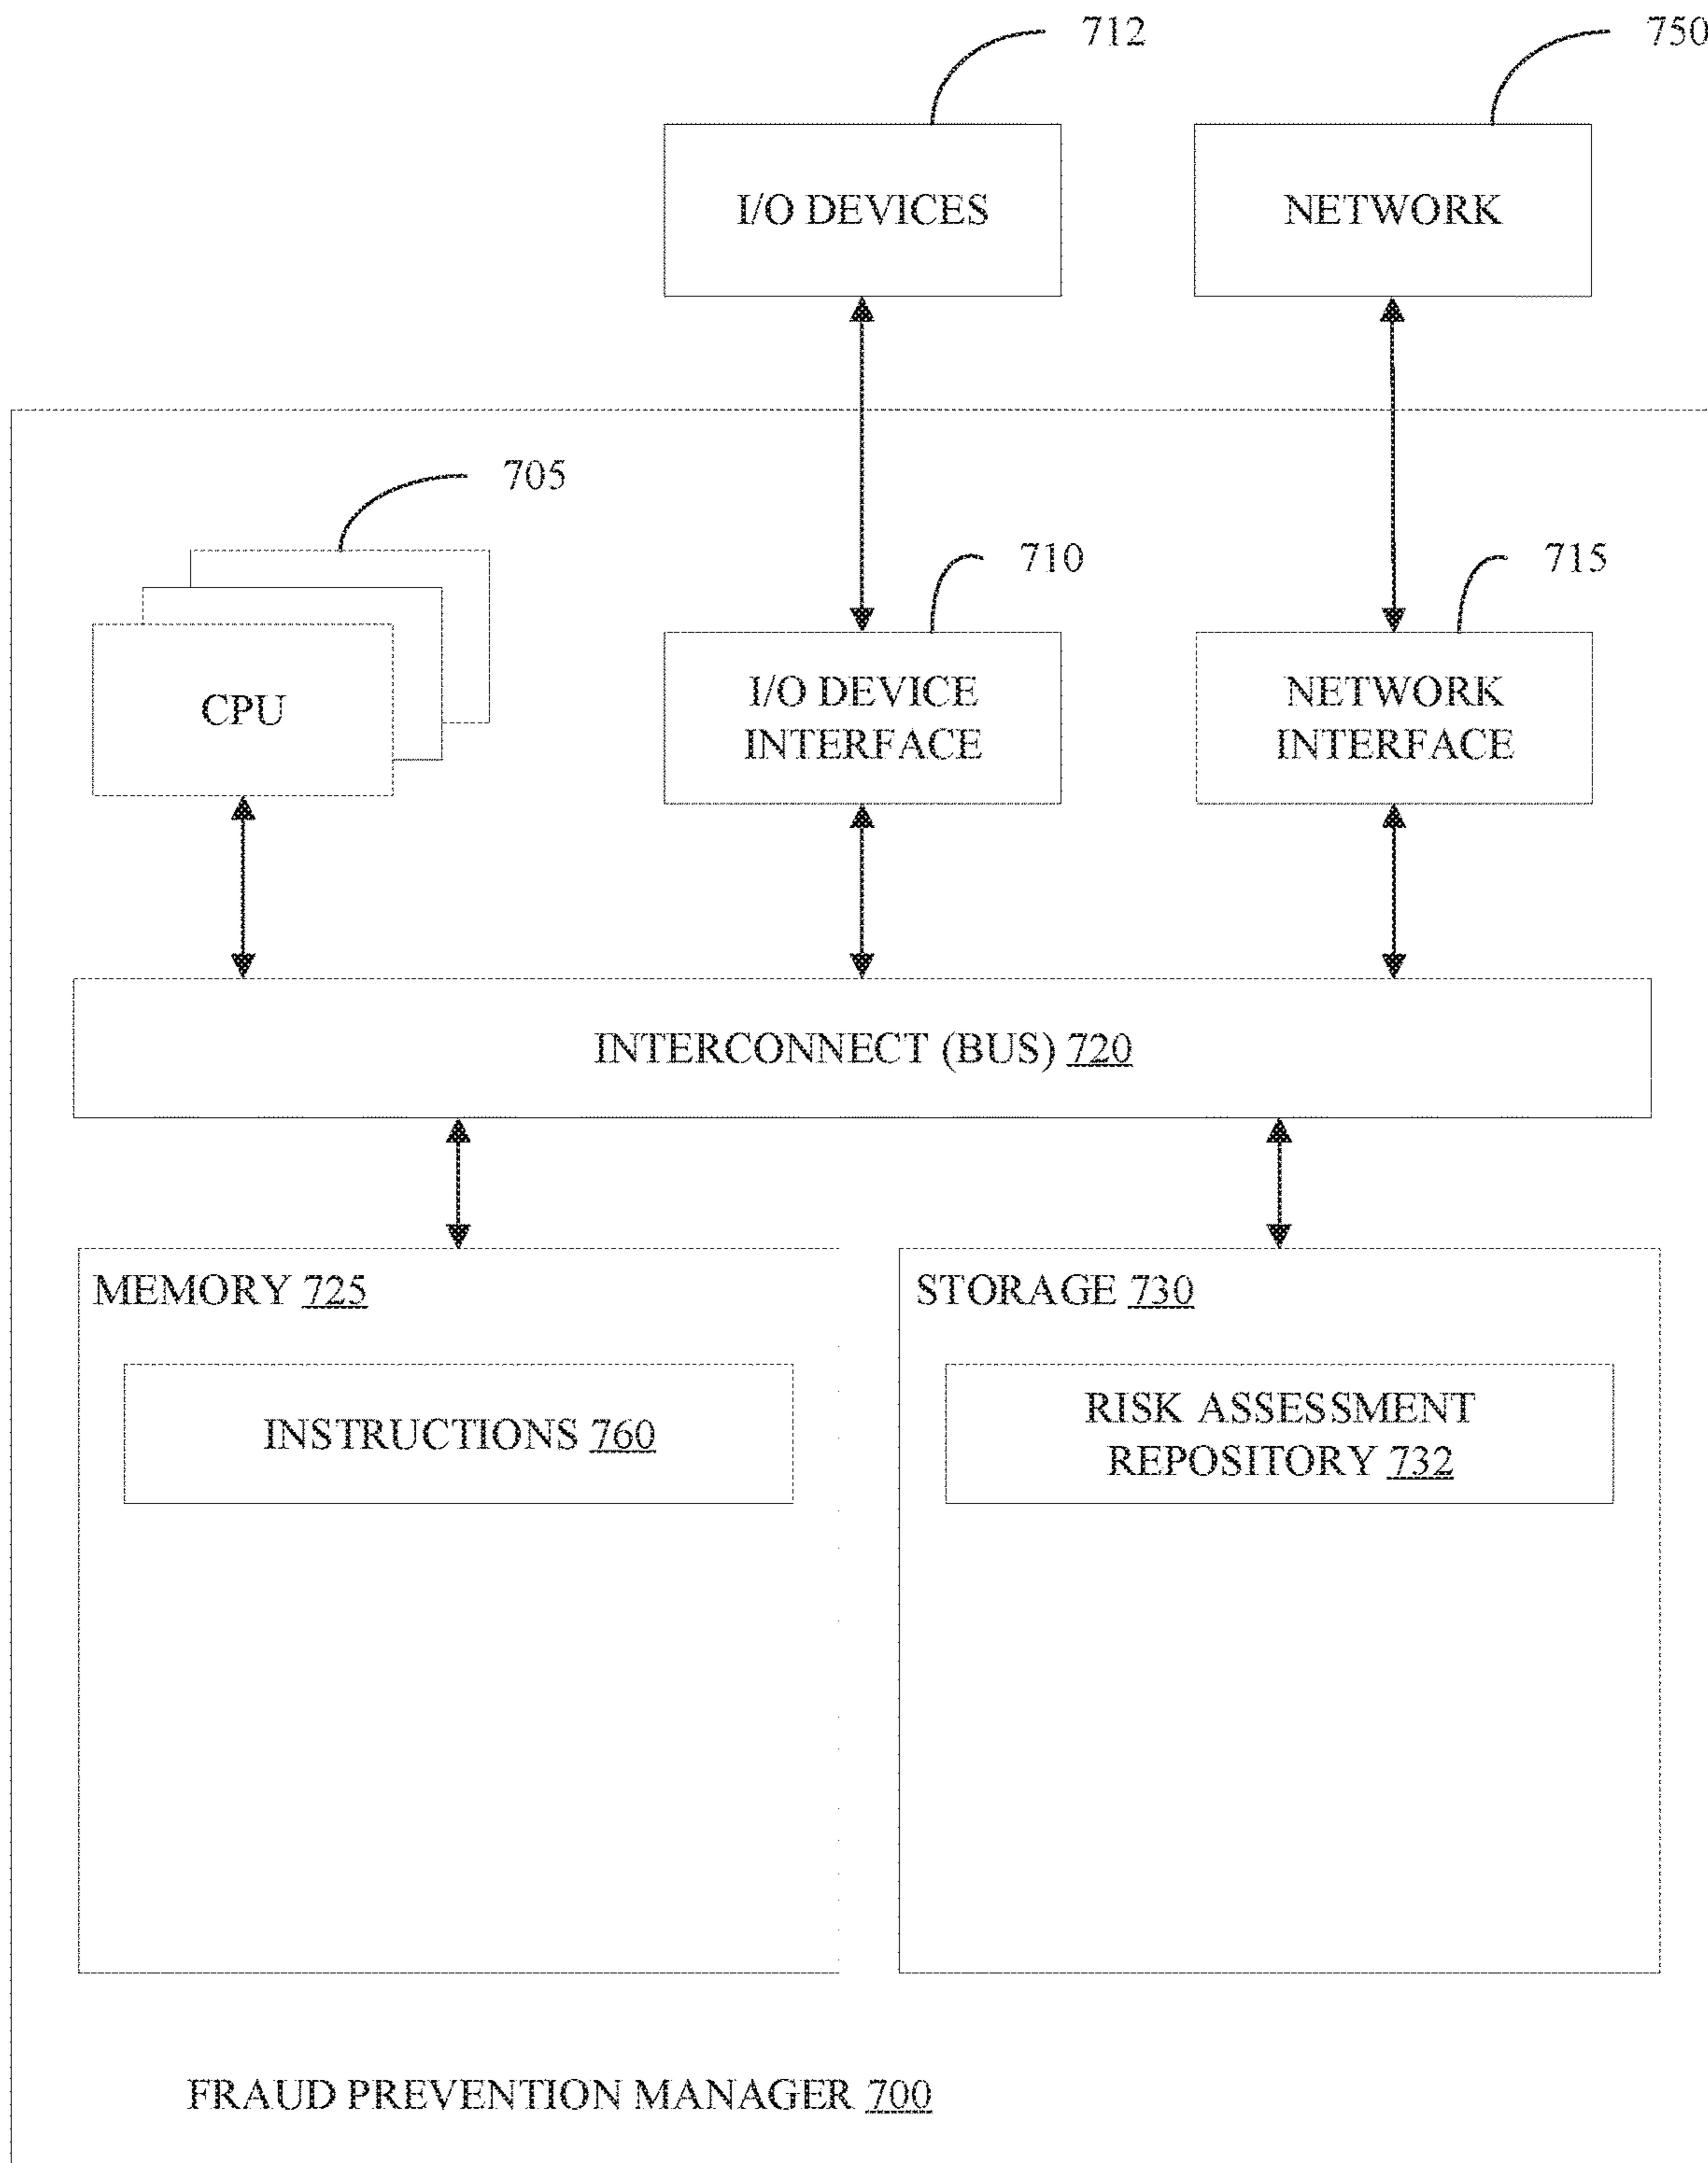 712
750
I/O DEVICES
NETWORK
705
710
715
CPU
I/O DEVICE
INTERFACE
NETWORK
INTERFACE
INTERCONNECT (BUS) 720
MEMORY 725
STORAGE 730
INSTRUCTIONS 760
RISK ASSESSMENT
REPOSITORY 732
FRAUD PREVENTION MANAGER 700